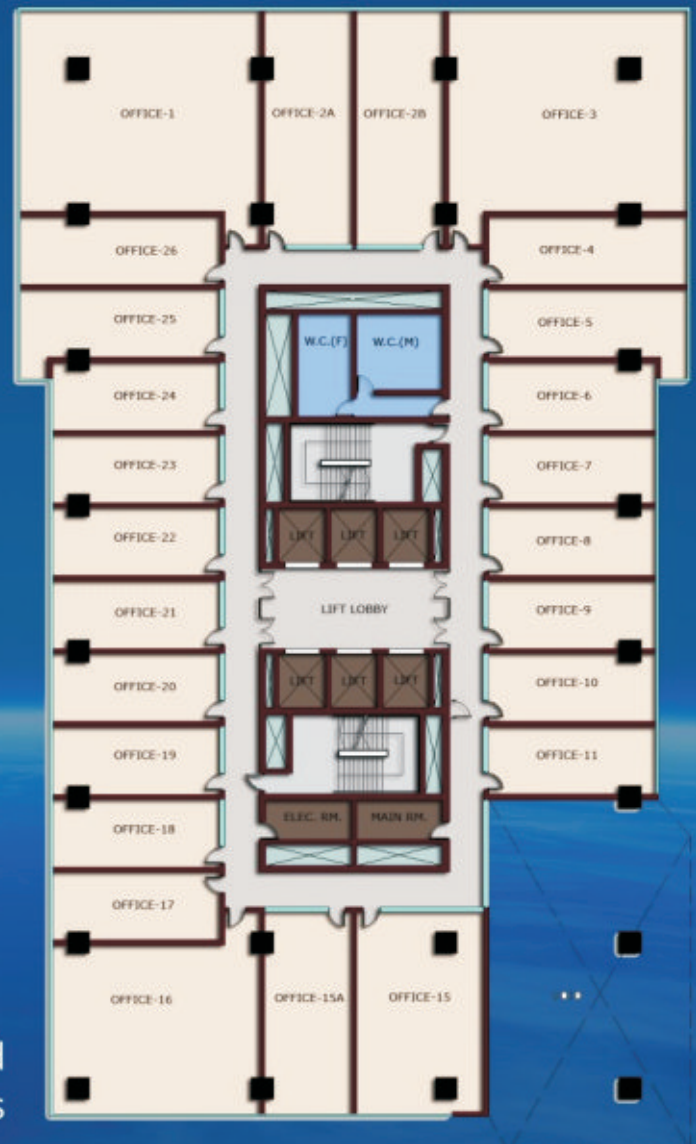 OFFICE-1
OFFICE-2A
OFFICE-2B
OFFICE-3
OFFICE-26
OFFICE-4
OFFICE-25
OFFICE-5
W.C.(F)
W.C.(M)
OFFICE-24
OFFICE-6
OFFICE-23
OFFICE-7
OFFICE-22
LIFT
LIFT
LIFT
OFFICE-8
OFFICE-21
LIFT LOBBY
OFFICE-9
OFFICE-20
LIFT
LIFT
LIFT
OFFICE-10
OFFICE-19
OFFICE-11
OFFICE-18
ELEC. RM.
MAIN RM.
OFFICE-17
OFFICE-16
OFFICE-15A
OFFICE-15